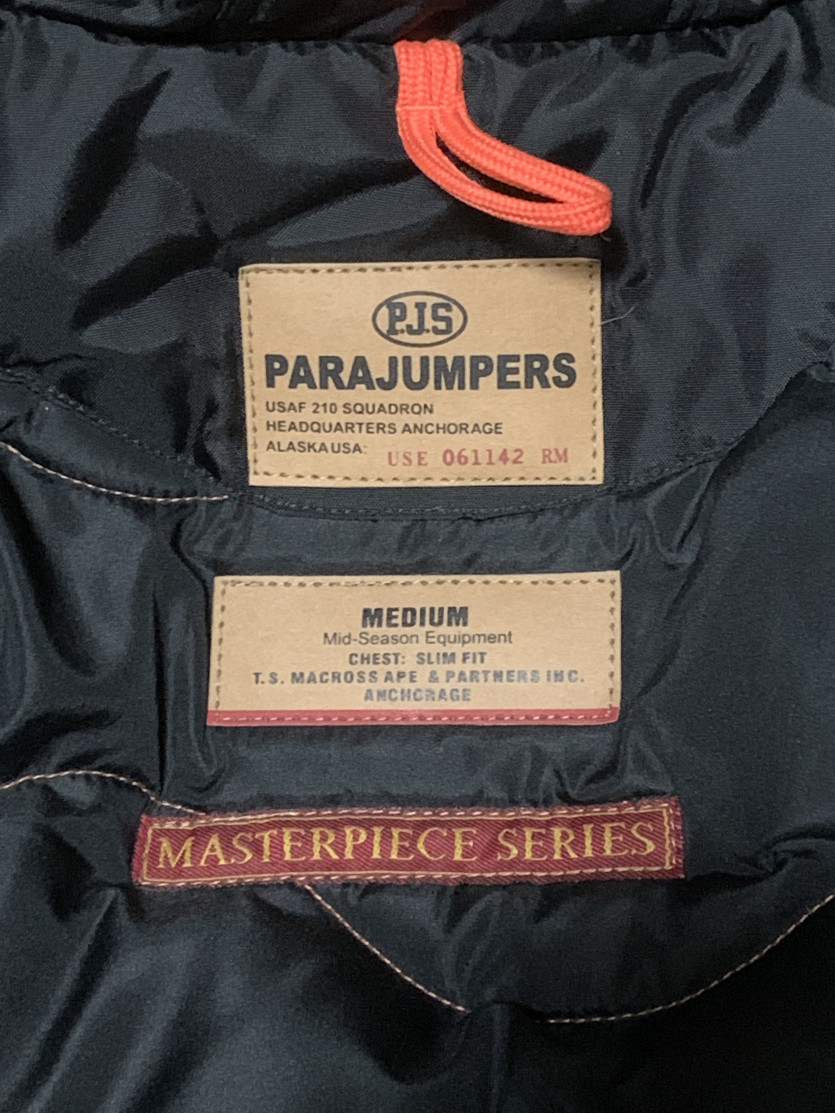 P.J.S
PARAJUMPERS
USAF 210 SQUADRON
HEADQUARTERS ANCHORAGE
ALASKA USA: USE 061142 RM
MEDIUM
Mid-Season Equipment
CHEST: SLIM FIT
T.S. MACROSS APE & PARTNERS INC.
ANCHORAGE
MASTERPIECE SERIES